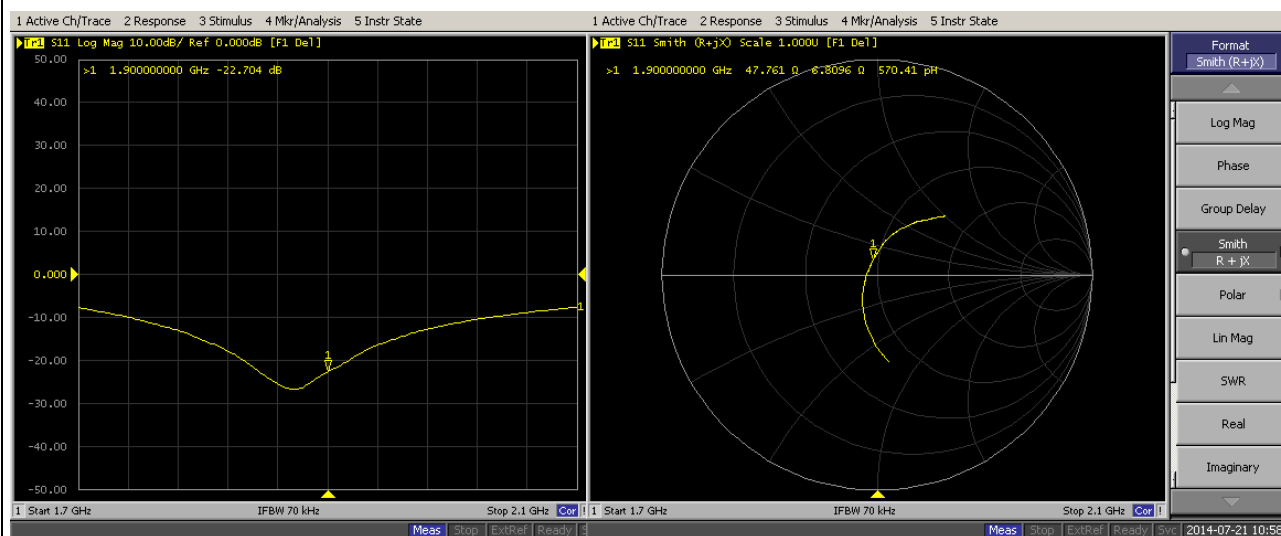 1 Active Ch/Trace 2 Response 3 Stimulus 4 Mkr/Analysis 5 Instr State
Tr1 S11 Log Mag 10.00dB/ Ref 0.000dB [F1 Del]
50.00
>1 1.900000000 GHz -22.704 dB
40.00
30.00
20.00
10.00
0.000
-10.00
-20.00
-30.00
-40.00
-50.00
1
1
1 Start 1.7 GHz IFBW 70 kHz Stop 2.1 GHz Cor !
Meas Stop ExtRef Ready
1 Active Ch/Trace 2 Response 3 Stimulus 4 Mkr/Analysis 5 Instr State
Tr1 S11 Smith (R+jX) Scale 1.000U [F1 Del]
>1 1.900000000 GHz 47.761 Ω 6.8096 Ω 570.41 pH
1
1 Start 1.7 GHz IFBW 70 kHz Stop 2.1 GHz Cor !
Meas Stop ExtRef Ready Svc 2014-07-21 10:58
Format
Smith (R+jX)
Log Mag
Phase
Group Delay
Smith
R + jX
Polar
Lin Mag
SWR
Real
Imaginary